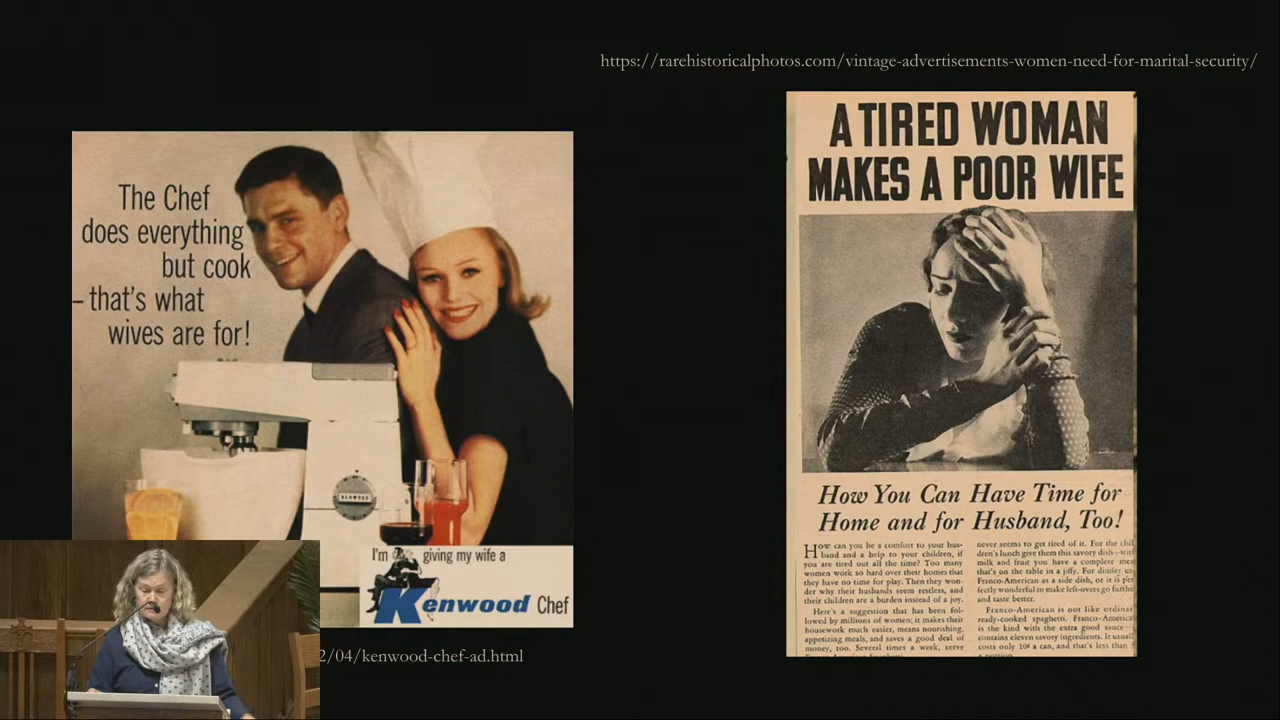 https://rarehistoricalphotos.com/vintage-advertisements-women-need-for-marital-security/
The Chef
does everything
but cook
–that's what
wives are for!
KENWOOD
I'm giving my wife a
Kenwood Chef
2/04/kenwood-chef-ad.html
A TIRED WOMAN
MAKES A POOR WIFE
How You Can Have Time for
Home and for Husband, Too!
How can you be a comfort to your hus-
band and a help to your children, if
you are tired out all the time? Too many
women work so hard over their homes that
they have no time for play. Then they won-
der why their husbands seem restless, and
their children are a burden instead of a joy.
Here's a suggestion that has been fol-
lowed by millions of women; it makes their
housework much easier, means nourishing,
appetizing meals, and saves a good deal of
money, too. Several times a week, serve
never seems to get tired of it. For the chil
dren's lunch give them this savory dish—with
milk and fruit you have a complete
that's on the table in a jiffy. For
Franco-American as a side dish, or it is
fectly wonderful to make left-overs go
and taste better.
Franco-American is not like
ready-cooked spaghetti.
is the kind with the extra good sauce
contains eleven savory ingredients. It
costs only 10¢ a can, and that's less than